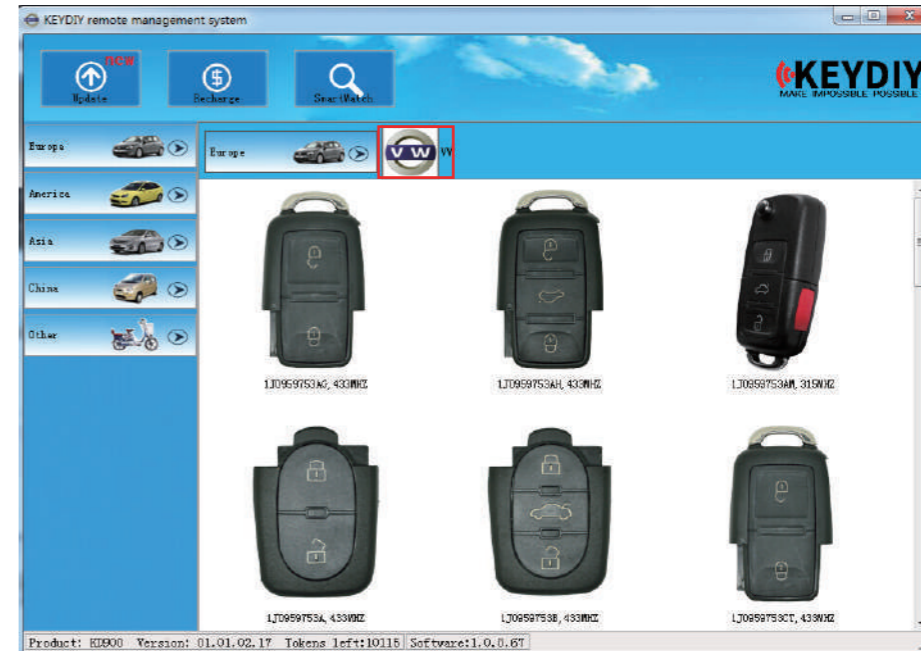 KEYDIY remote management system
new
Update
Recharge
SmartWatch
KEYDIY
MAKE IMPOSSIBLE POSSIBLE
Europe
America
Asia
China
Other
Europe
VW
VW
1J0959753AG, 433MHZ
1J0959753AH, 433MHZ
1J0959753AM, 315MHZ
1J0959753A, 433MHZ
1J0959753B, 433MHZ
1J0959753CT, 433MHZ
Product: KD900 Version: 01.01.02.17 Tokens left:10115 Software:1.0.0.67